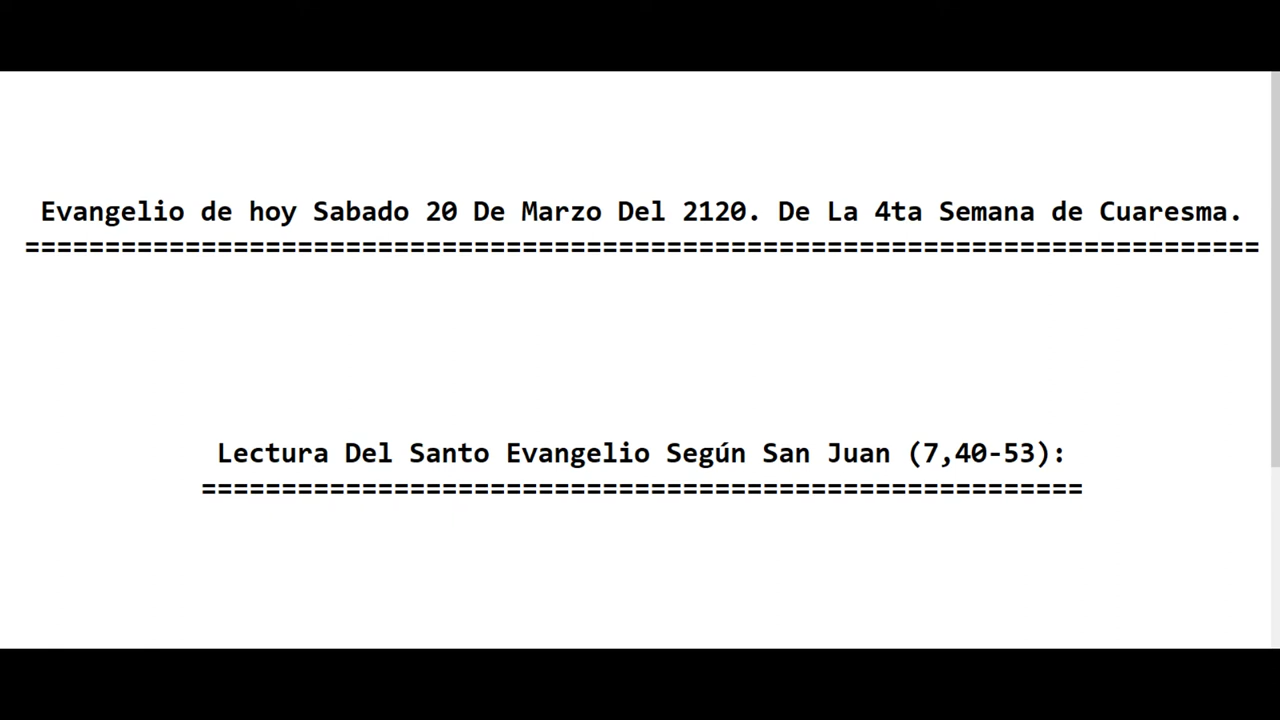 Evangelio de hoy Sabado 20 De Marzo Del 2120. De La 4ta Semana de Cuaresma.
=============================================================================
Lectura Del Santo Evangelio Según San Juan (7,40-53):
=======================================================